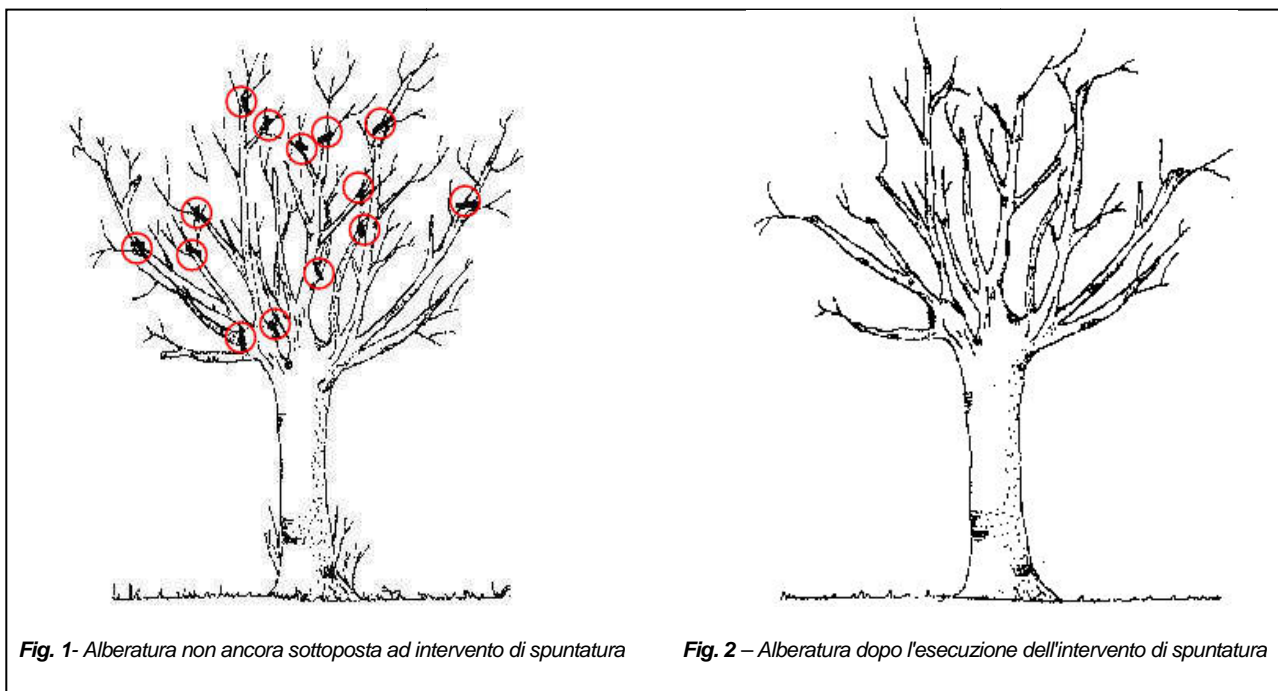 Fig. 1- Alberatura non ancora sottoposta ad intervento di spuntatura
Fig. 2 – Alberatura dopo l'esecuzione dell'intervento di spuntatura